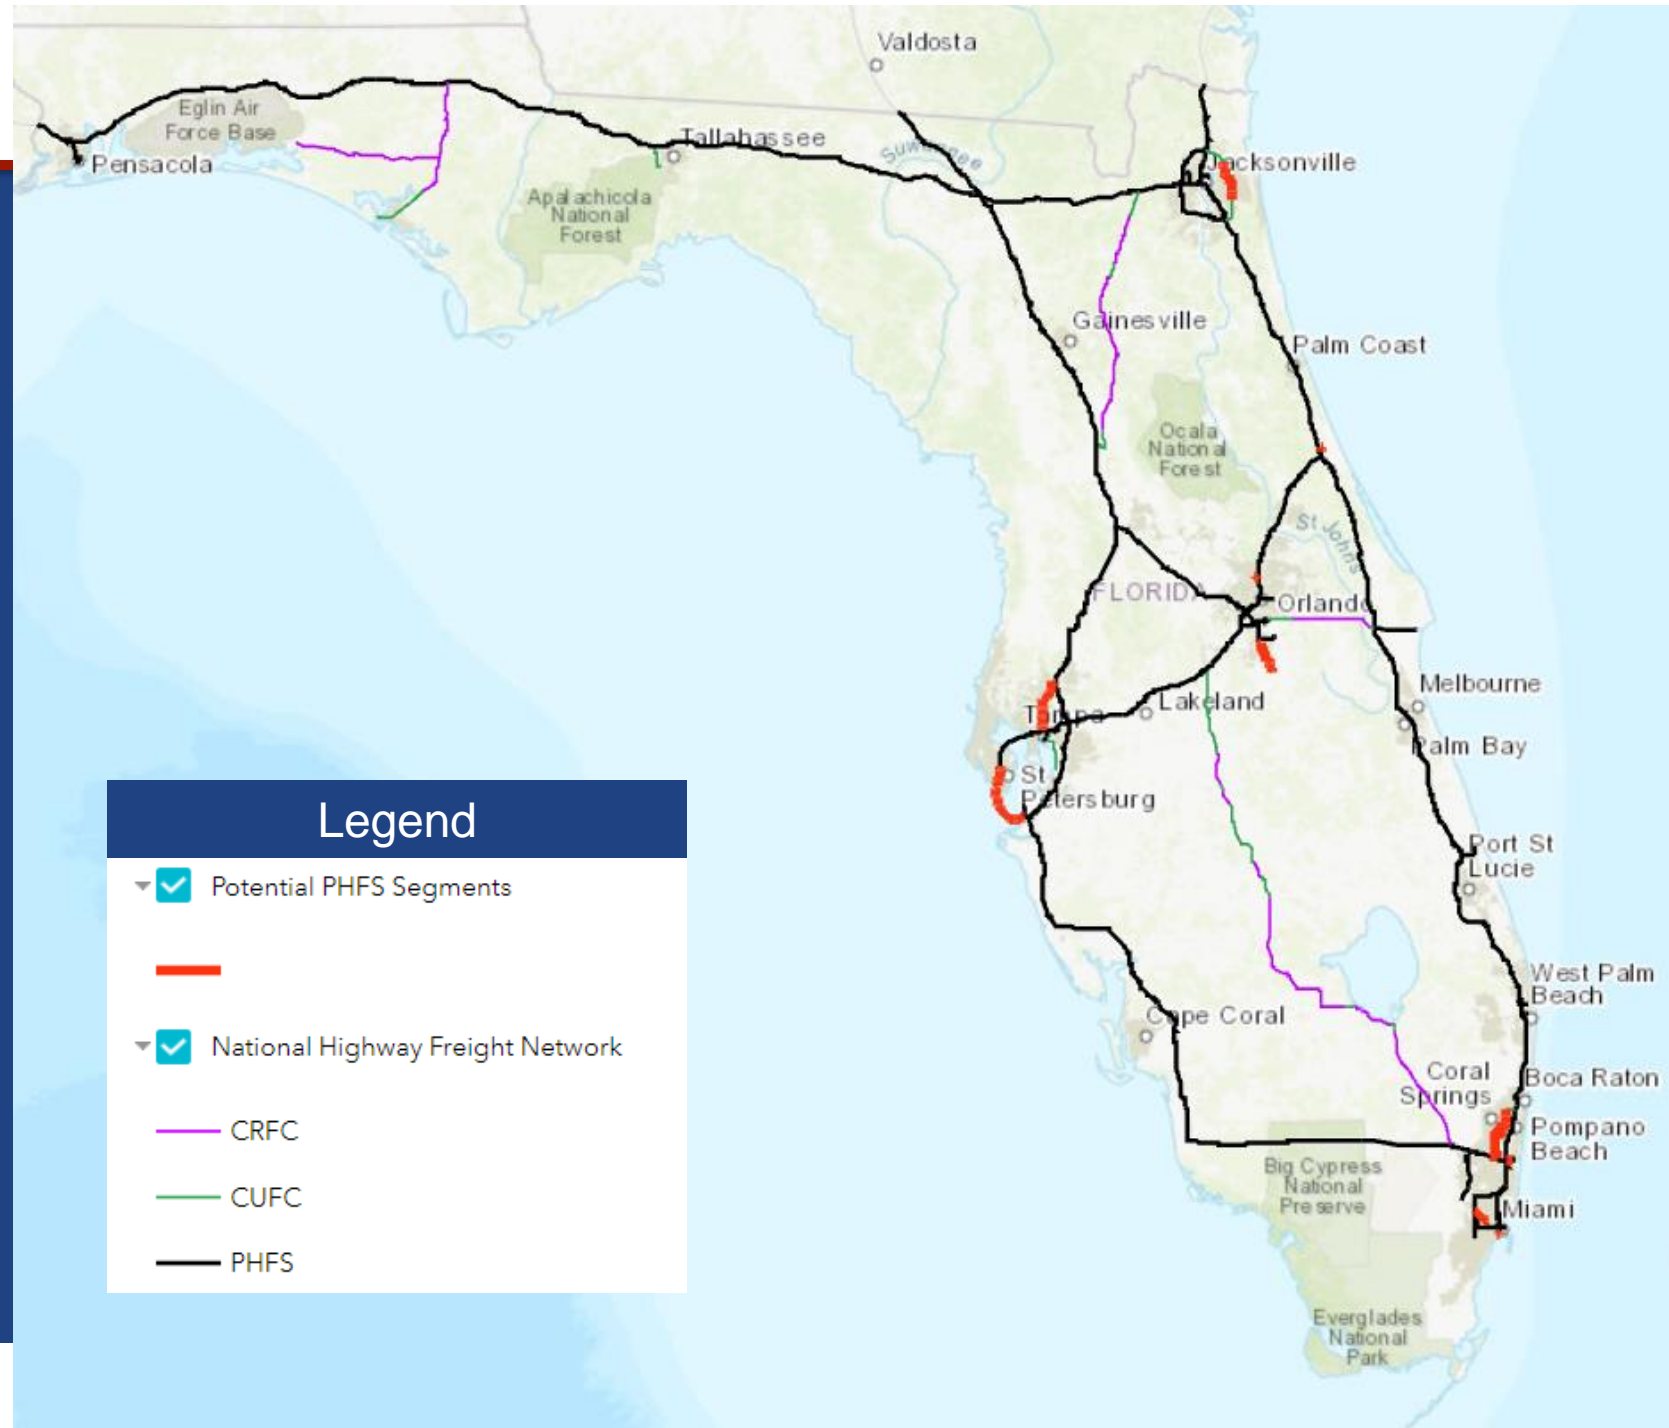 Valdosta
Eglin Air
Force Base
Pensacola
Tallahassee
Suwannee
Jacksonville
Apalachicola
National
Forest
Gainesville
Palm Coast
Ocala
National
Forest
St Johns
FLORIDA
Orlando
Melbourne
Lakeland
Tampa
Palm Bay
St
Petersburg
Port St
Lucie
West Palm
Beach
Cape Coral
Coral
Springs
Boca Raton
Pompano
Beach
Big Cypress
National
Preserve
Miami
Everglades
National
Park
Legend
Potential PHFS Segments
National Highway Freight Network
CRFC
CUFC
PHFS